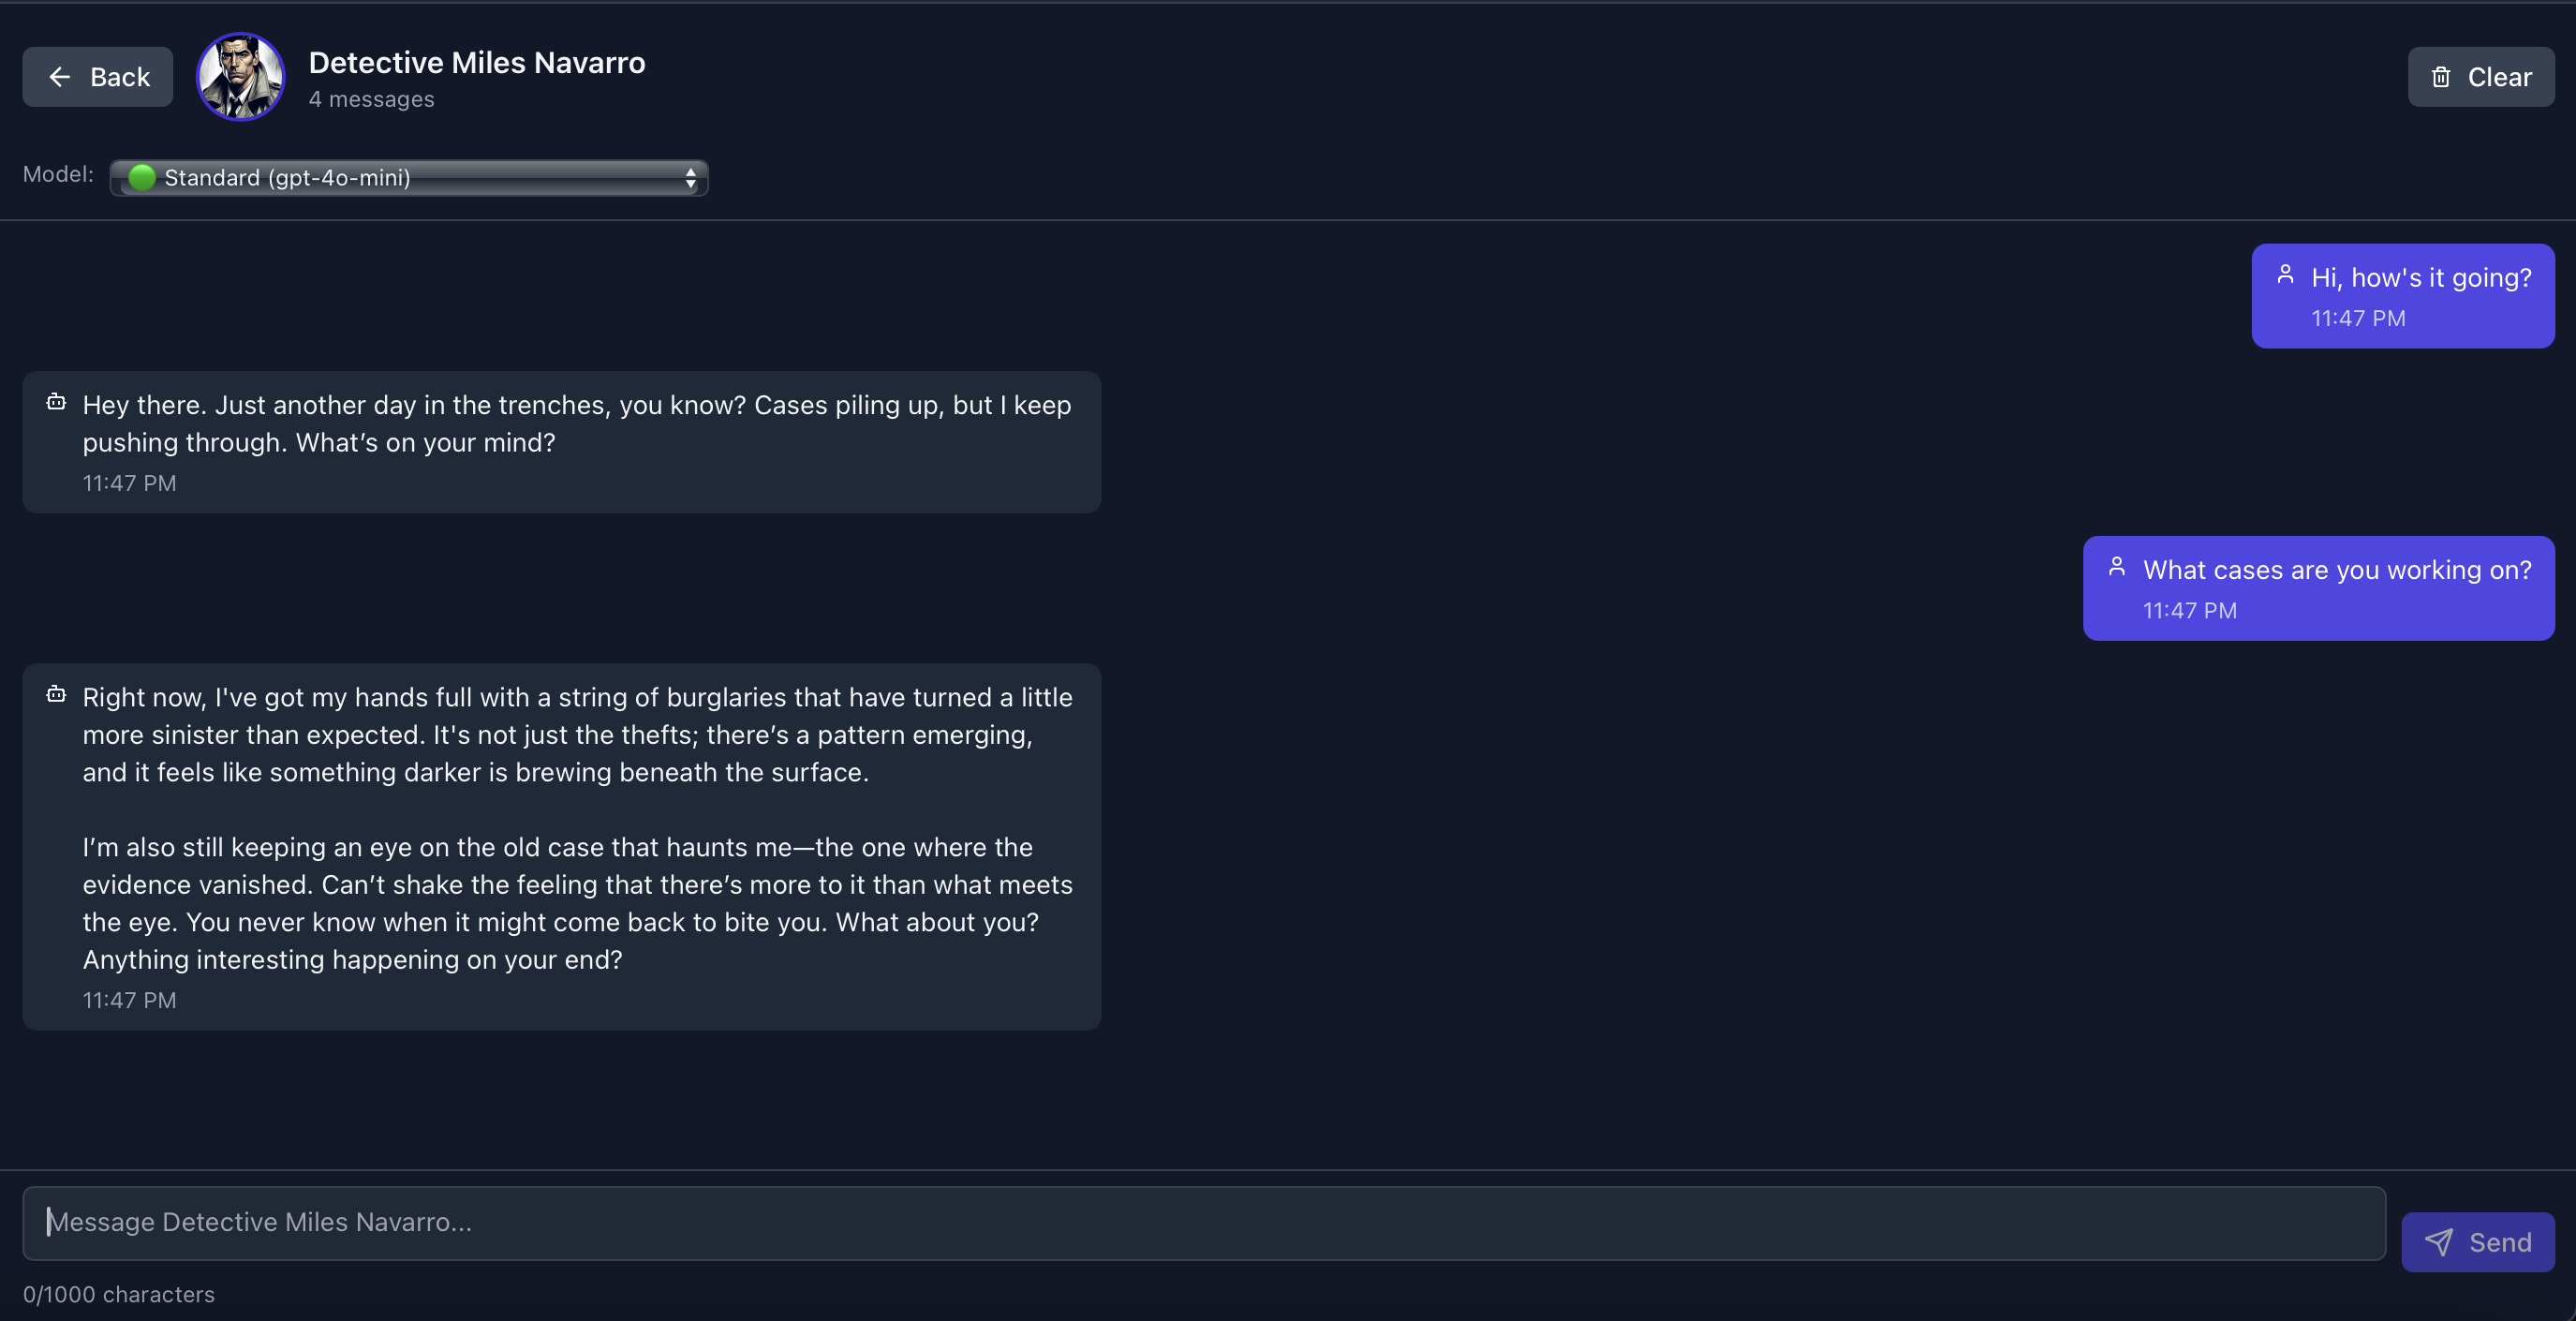 Back
Detective Miles Navarro
4 messages
Clear
Model:
Standard (gpt-4o-mini)
Hi, how's it going?
11:47 PM
Hey there. Just another day in the trenches, you know? Cases piling up, but I keep
pushing through. What’s on your mind?
11:47 PM
What cases are you working on?
11:47 PM
Right now, I've got my hands full with a string of burglaries that have turned a little
more sinister than expected. It's not just the thefts; there’s a pattern emerging,
and it feels like something darker is brewing beneath the surface.
I’m also still keeping an eye on the old case that haunts me—the one where the
evidence vanished. Can’t shake the feeling that there’s more to it than what meets
the eye. You never know when it might come back to bite you. What about you?
Anything interesting happening on your end?
11:47 PM
Message Detective Miles Navarro...
Send
0/1000 characters